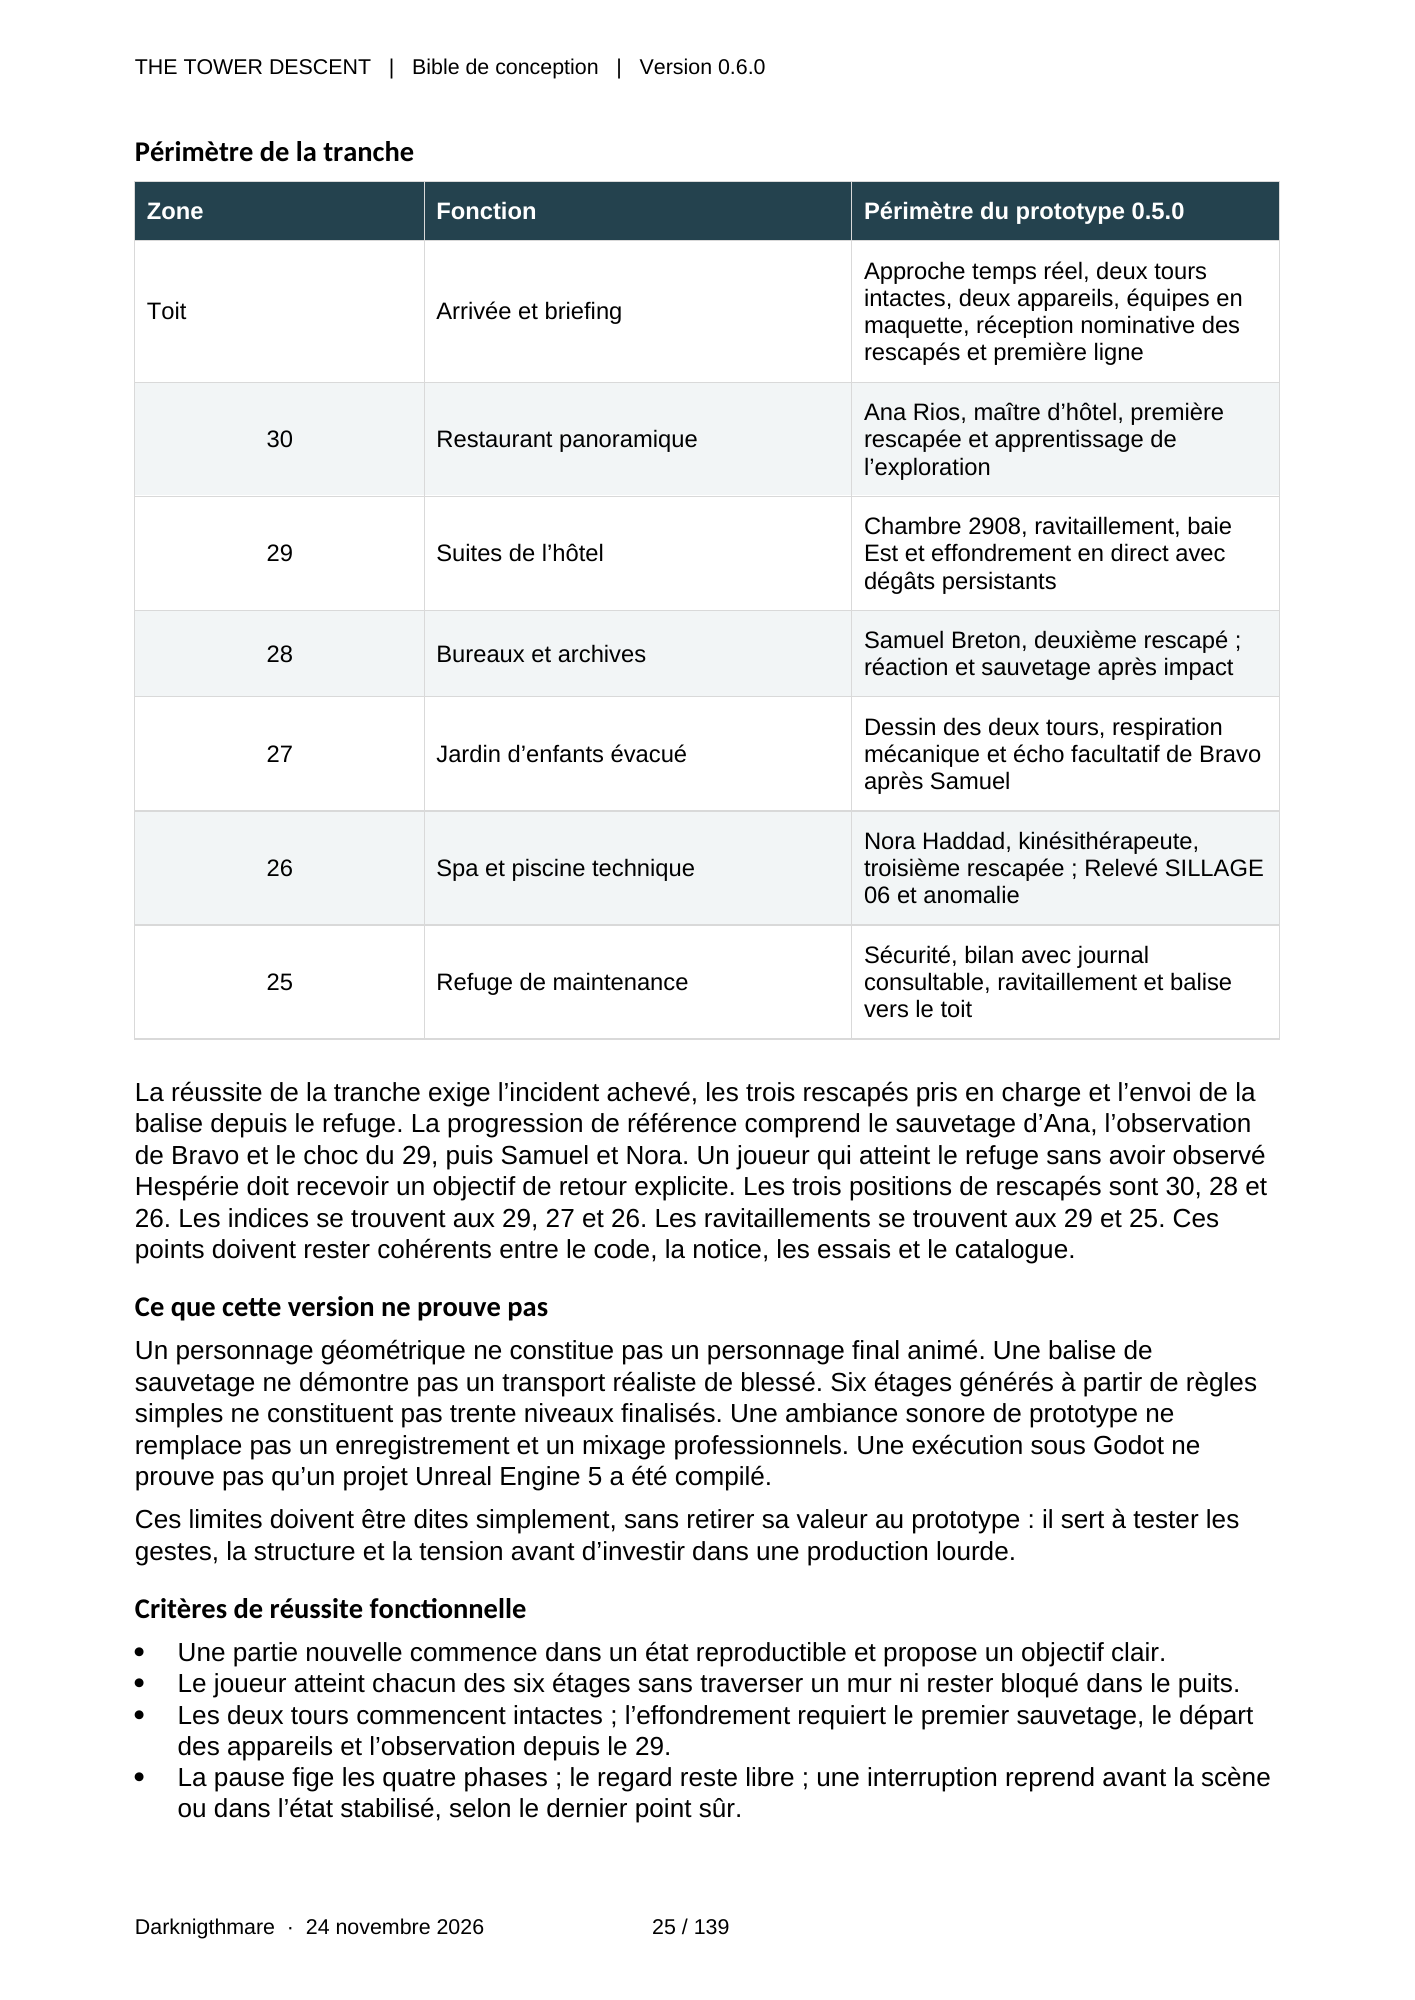 THE TOWER DESCENT | Bible de conception | Version 0.6.0
Périmètre de la tranche
Zone
Fonction
Périmètre du prototype 0.5.0
Toit
Arrivée et briefing
Approche temps réel, deux tours
intactes, deux appareils, équipes en
maquette, réception nominative des
rescapés et première ligne
30
Restaurant panoramique
Ana Rios, maître d’hôtel, première
rescapée et apprentissage de
l’exploration
29
Suites de l’hôtel
Chambre 2908, ravitaillement, baie
Est et effondrement en direct avec
dégâts persistants
28
Bureaux et archives
Samuel Breton, deuxième rescapé ;
réaction et sauvetage après impact
27
Jardin d’enfants évacué
Dessin des deux tours, respiration
mécanique et écho facultatif de Bravo
après Samuel
26
Spa et piscine technique
Nora Haddad, kinésithérapeute,
troisième rescapée ; Relevé SILLAGE
06 et anomalie
25
Refuge de maintenance
Sécurité, bilan avec journal
consultable, ravitaillement et balise
vers le toit
La réussite de la tranche exige l’incident achevé, les trois rescapés pris en charge et l’envoi de la
balise depuis le refuge. La progression de référence comprend le sauvetage d’Ana, l’observation
de Bravo et le choc du 29, puis Samuel et Nora. Un joueur qui atteint le refuge sans avoir observé
Hespérie doit recevoir un objectif de retour explicite. Les trois positions de rescapés sont 30, 28 et
26. Les indices se trouvent aux 29, 27 et 26. Les ravitaillements se trouvent aux 29 et 25. Ces
points doivent rester cohérents entre le code, la notice, les essais et le catalogue.
Ce que cette version ne prouve pas
Un personnage géométrique ne constitue pas un personnage final animé. Une balise de
sauvetage ne démontre pas un transport réaliste de blessé. Six étages générés à partir de règles
simples ne constituent pas trente niveaux finalisés. Une ambiance sonore de prototype ne
remplace pas un enregistrement et un mixage professionnels. Une exécution sous Godot ne
prouve pas qu’un projet Unreal Engine 5 a été compilé.
Ces limites doivent être dites simplement, sans retirer sa valeur au prototype : il sert à tester les
gestes, la structure et la tension avant d’investir dans une production lourde.
Critères de réussite fonctionnelle
• Une partie nouvelle commence dans un état reproductible et propose un objectif clair.
• Le joueur atteint chacun des six étages sans traverser un mur ni rester bloqué dans le puits.
• Les deux tours commencent intactes ; l’effondrement requiert le premier sauvetage, le départ
des appareils et l’observation depuis le 29.
• La pause fige les quatre phases ; le regard reste libre ; une interruption reprend avant la scène
ou dans l’état stabilisé, selon le dernier point sûr.
Darknigthmare · 24 novembre 2026
25 / 139